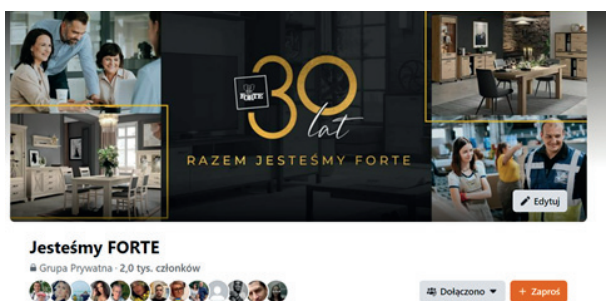 FORTE
30
lat
RAZEM JESTEŚMY FORTE
Edytuj
Jesteśmy FORTE
Grupa Prywatna · 2,0 tys. członków
Dołączono
+ Zaproś